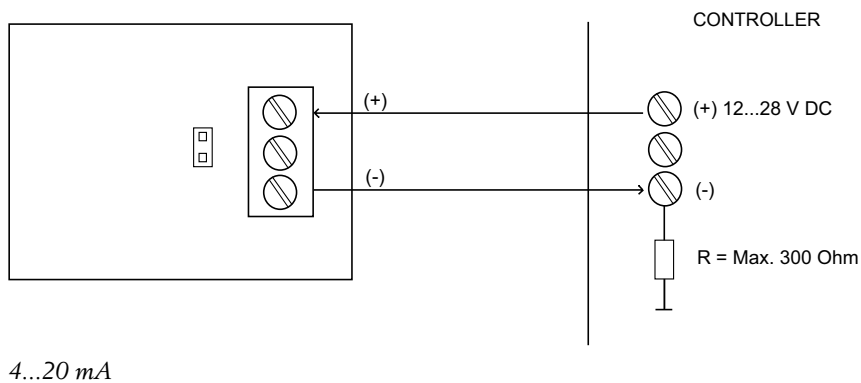 CONTROLLER
(+)
(+) 12...28 V DC
(-)
(-)
R = Max. 300 Ohm
4...20 mA